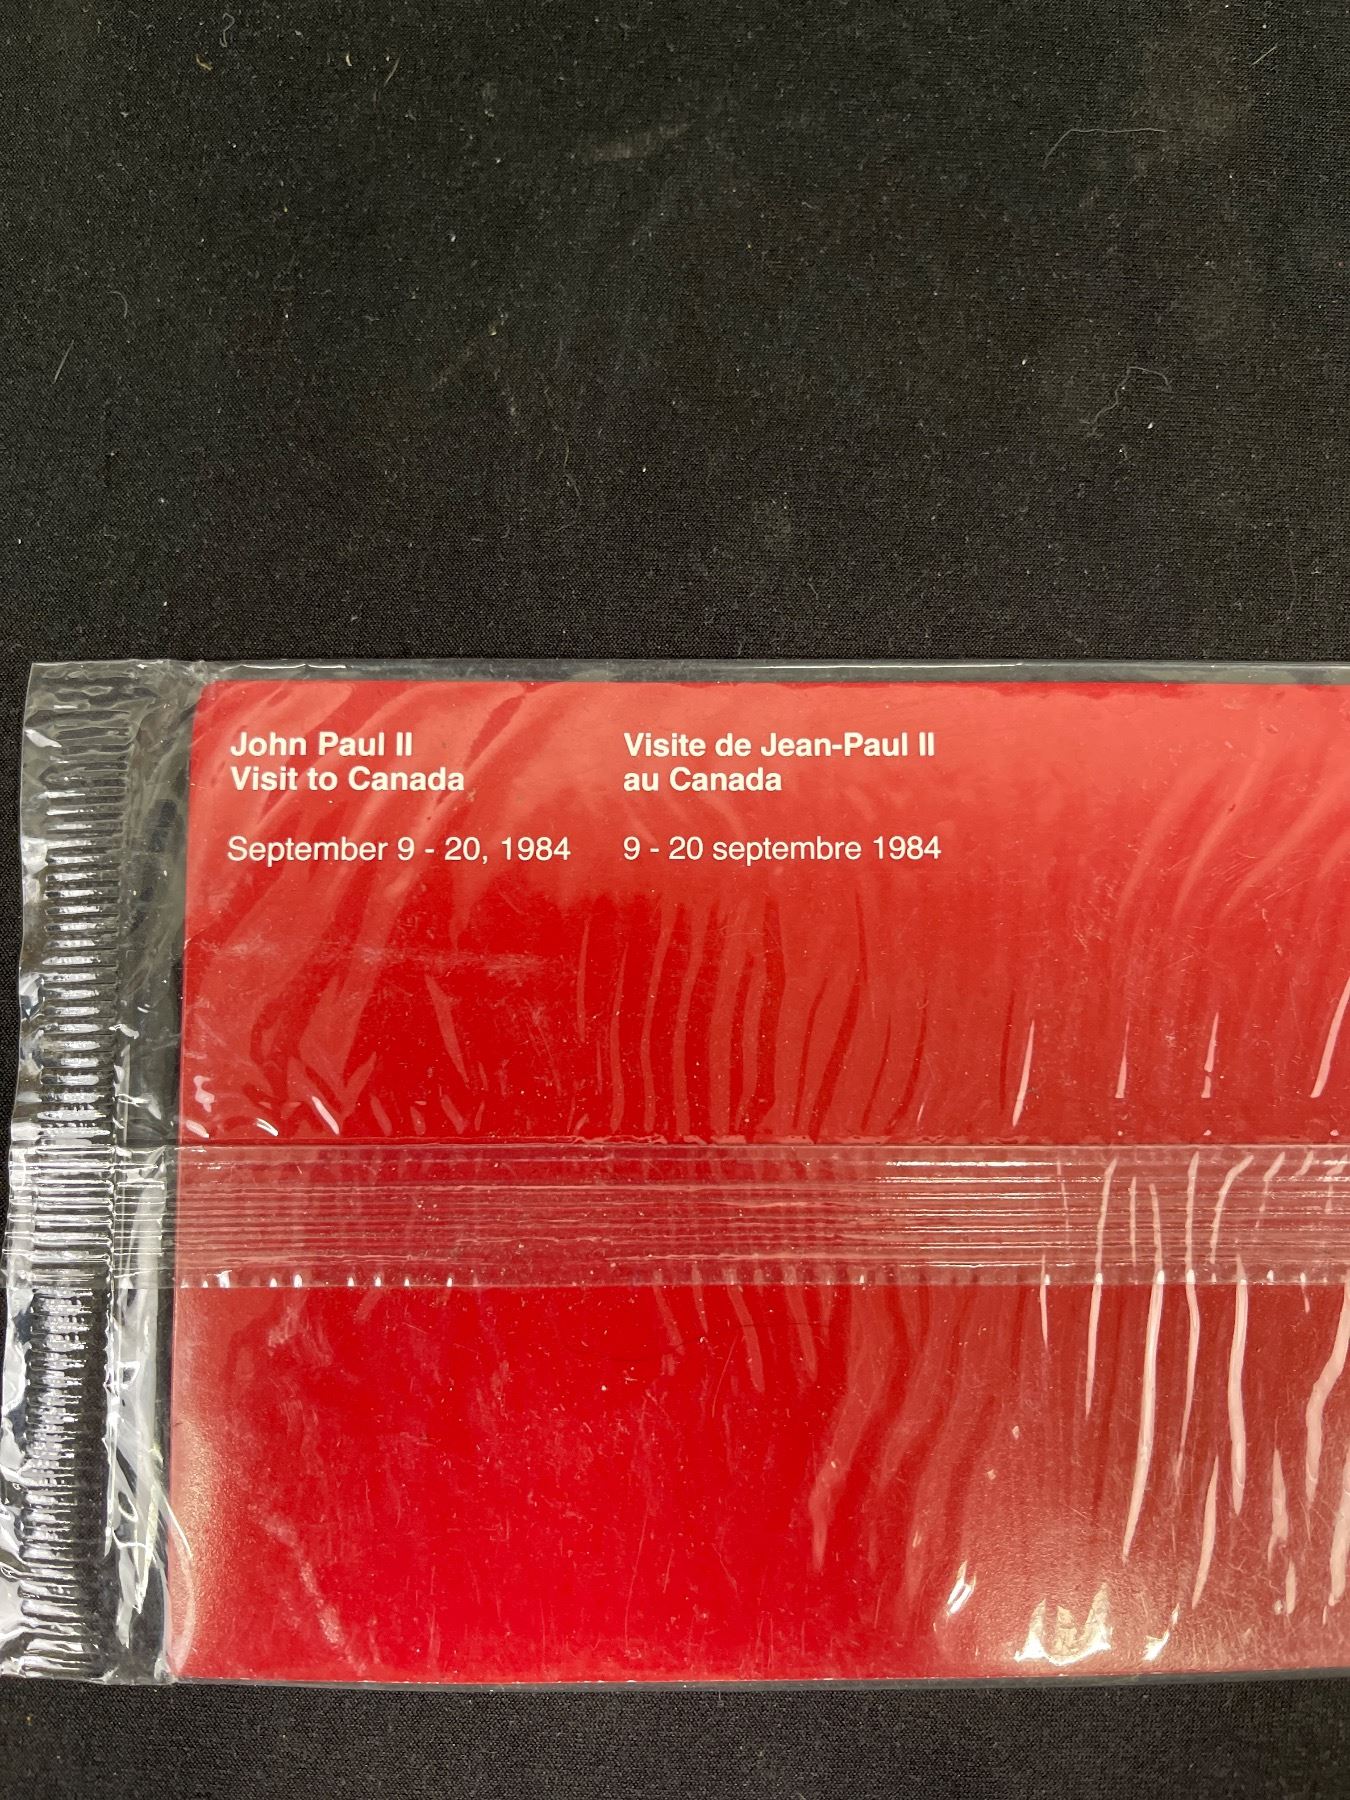 John Paul II
Visit to Canada
September 9 - 20, 1984
Visite de Jean-Paul II
au Canada
9 - 20 septembre 1984